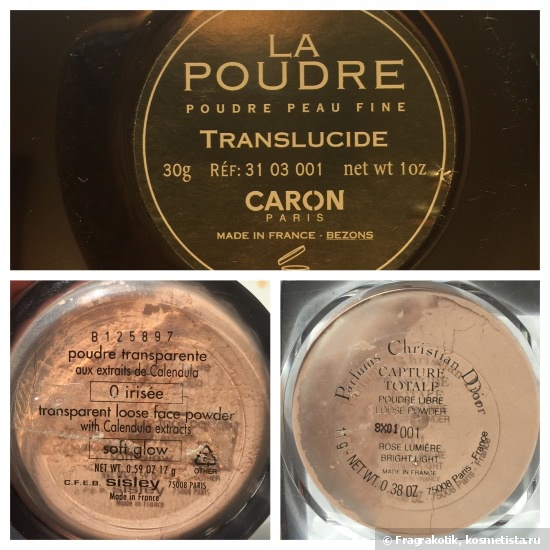 LA
POUDRE
POUDRE PEAU FINE
TRANSLUCIDE
30g RÉF: 31 03 001 net wt 1oz
CARON
PARIS
MADE IN FRANCE - BEZONS
B125897
poudre transparente
aux extraits de Calendula
0 irisée
transparent loose face powder
with Calendula extracts
soft glow
NET WT. 0.59 OZ 17 g
OTHER
C.F.E.B. sisley 75008 PARIS
Made in France
Parfums Christian Dior
CAPTURE
TOTALE
POUDRE LIBRE
LOOSE POWDER
8X01 001
ROSE LUMIÈRE
BRIGHT LIGHT
MADE IN FRANCE
11 g - NET WT. 0.38 OZ
75008 Paris - France
© Fragrakotik, kosmetista.ru